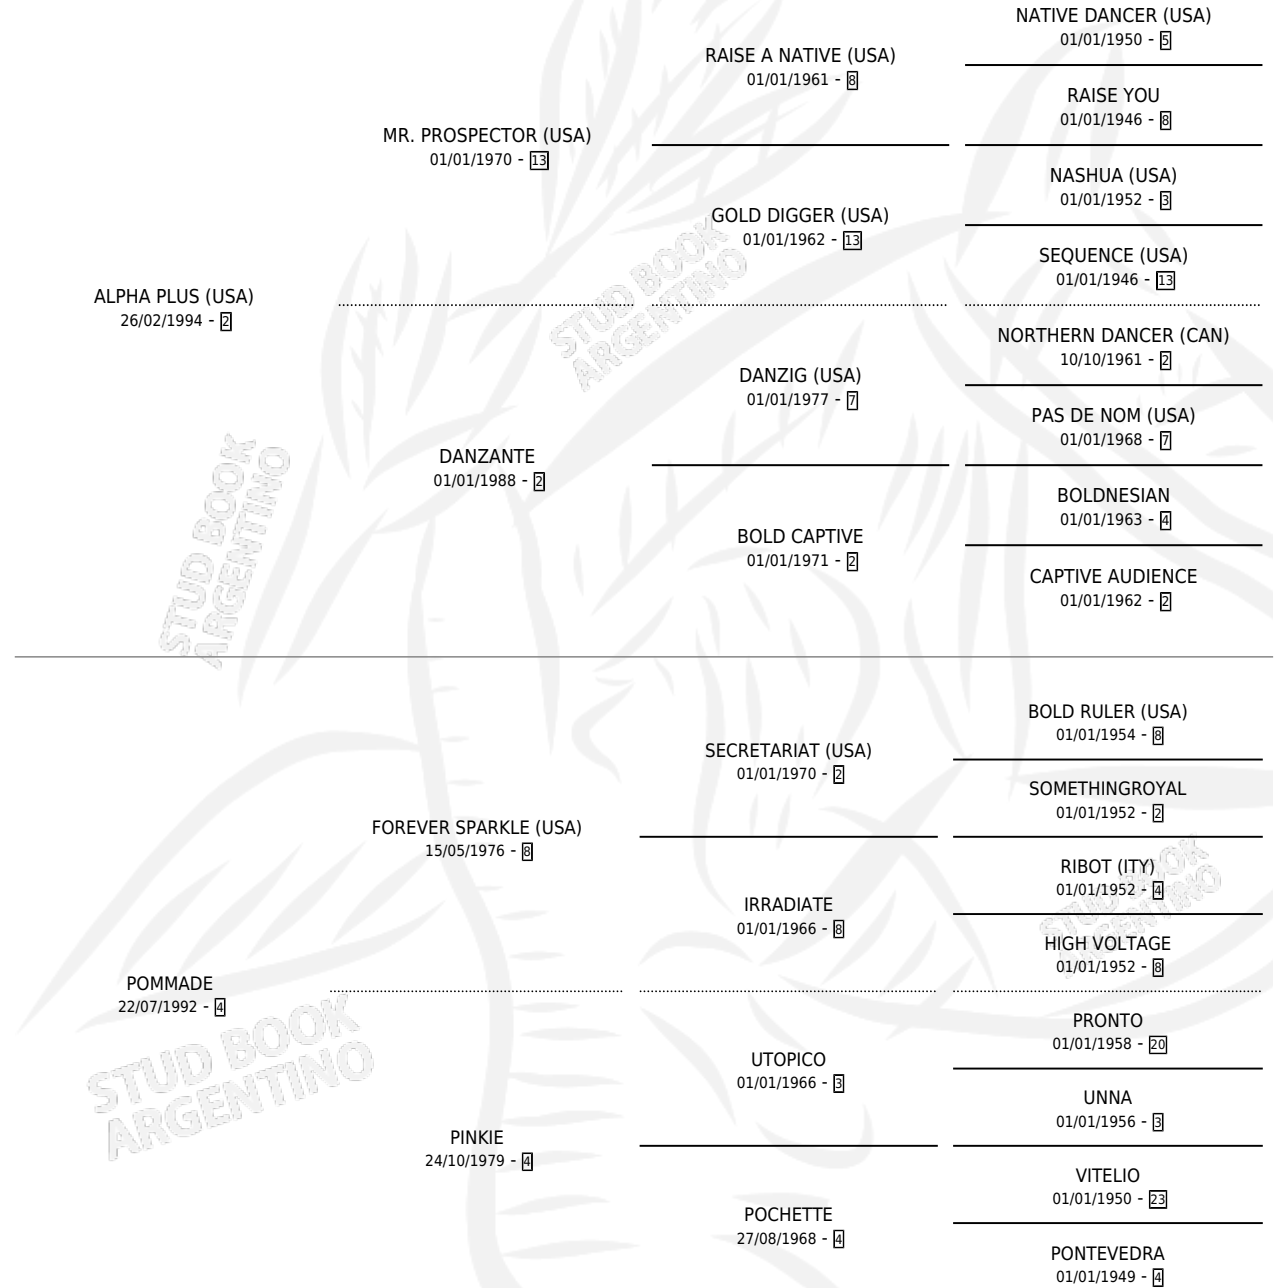 NATIVE DANCER (USA)
01/01/1950 - 5
RAISE A NATIVE (USA)
01/01/1961 - 8
RAISE YOU
01/01/1946 - 8
MR. PROSPECTOR (USA)
01/01/1970 - 13
NASHUA (USA)
01/01/1952 - 3
GOLD DIGGER (USA)
01/01/1962 - 13
SEQUENCE (USA)
01/01/1946 - 13
ALPHA PLUS (USA)
26/02/1994 - 2
STUD BOOK
ARGENTINO
NORTHERN DANCER (CAN)
10/10/1961 - 2
DANZIG (USA)
01/01/1977 - 7
PAS DE NOM (USA)
01/01/1968 - 7
DANZANTE
01/01/1988 - 2
BOLDNESIAN
01/01/1963 - 4
BOLD CAPTIVE
01/01/1971 - 2
CAPTIVE AUDIENCE
01/01/1962 - 2
STUD BOOK
ARGENTINO
BOLD RULER (USA)
01/01/1954 - 8
SECRETARIAT (USA)
01/01/1970 - 2
SOMETHINGROYAL
01/01/1952 - 2
FOREVER SPARKLE (USA)
15/05/1976 - 8
RIBOT (ITY)
01/01/1952 - 4
IRRADIATE
01/01/1966 - 8
STUD BOOK
ARGENTINO
HIGH VOLTAGE
01/01/1952 - 8
POMMADE
22/07/1992 - 4
PRONTO
01/01/1958 - 20
UTOPICO
01/01/1966 - 3
STUD BOOK
ARGENTINO
UNNA
01/01/1956 - 3
PINKIE
24/10/1979 - 4
VITELIO
01/01/1950 - 23
POCHETTE
27/08/1968 - 4
PONTEVEDRA
01/01/1949 - 4